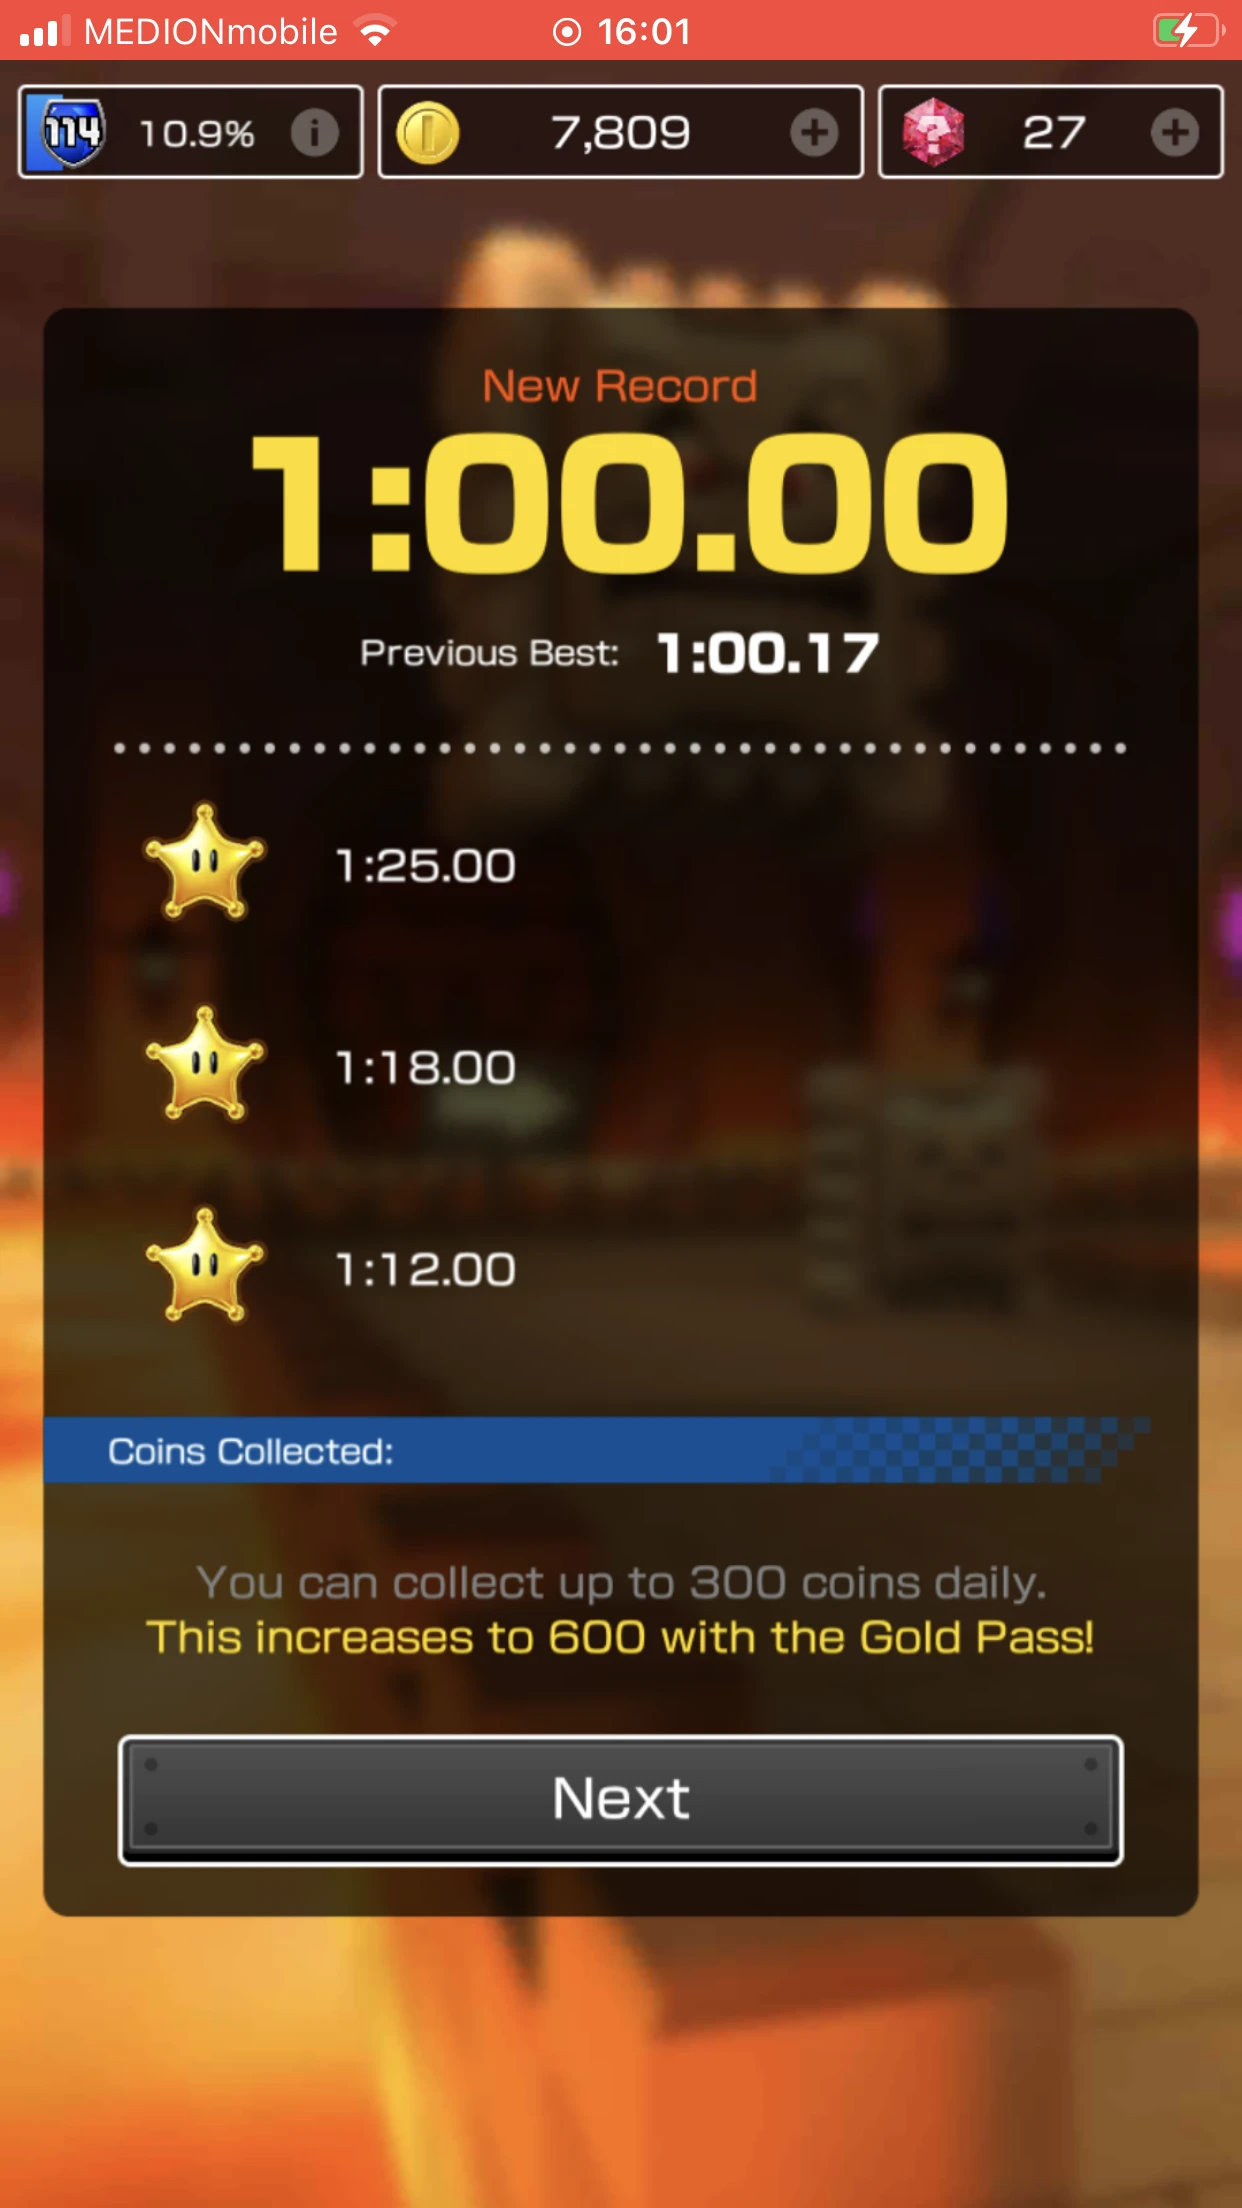 MEDIONmobile 16:01
114 10.9% i 7,809 + ? 27 +
New Record
1:00.00
Previous Best: 1:00.17
1:25.00
1:18.00
1:12.00
Coins Collected:
You can collect up to 300 coins daily.
This increases to 600 with the Gold Pass!
Next